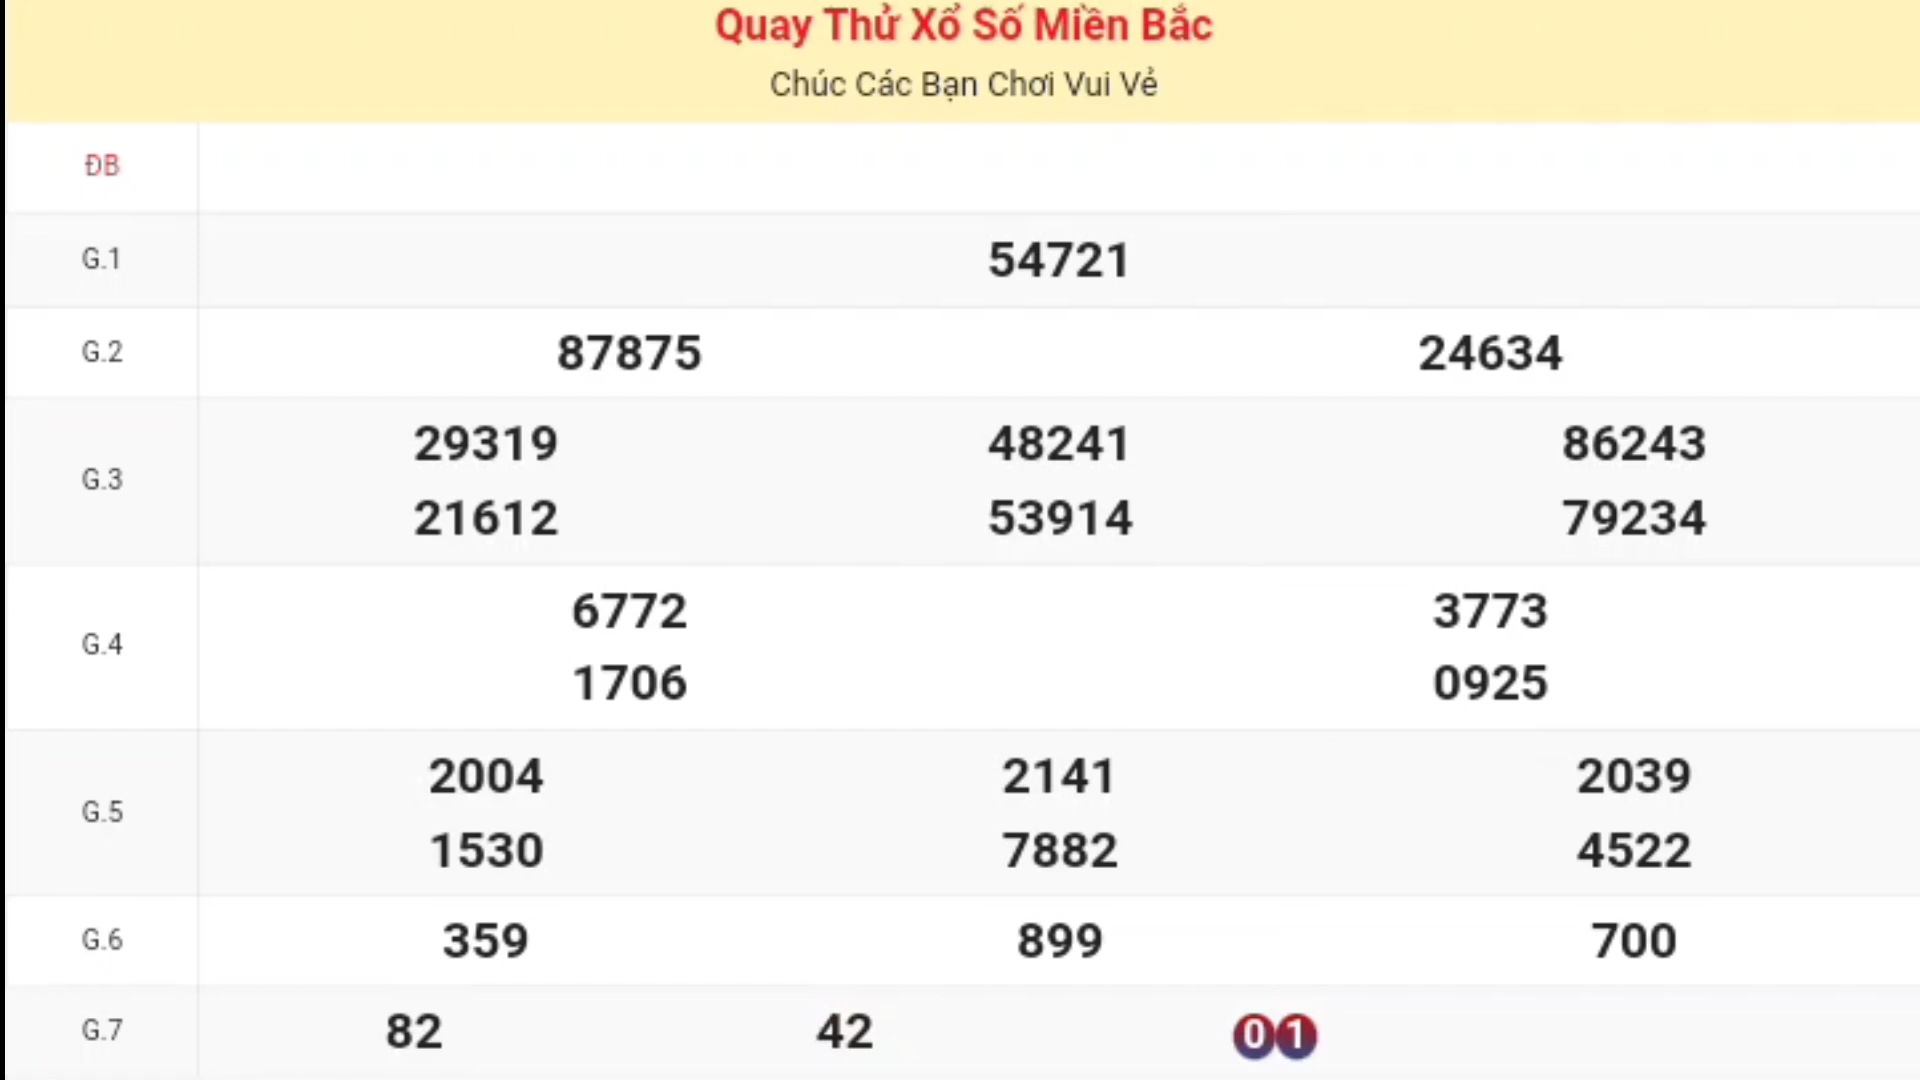 Quay Thử Xổ Số Miền Bắc
Chúc Các Bạn Chơi Vui Vẻ
ĐB
G.1 54721
G.2 87875 24634
G.3 29319 48241 86243
21612 53914 79234
G.4 6772 3773
1706 0925
G.5 2004 2141 2039
1530 7882 4522
G.6 359 899 700
G.7 82 42 01